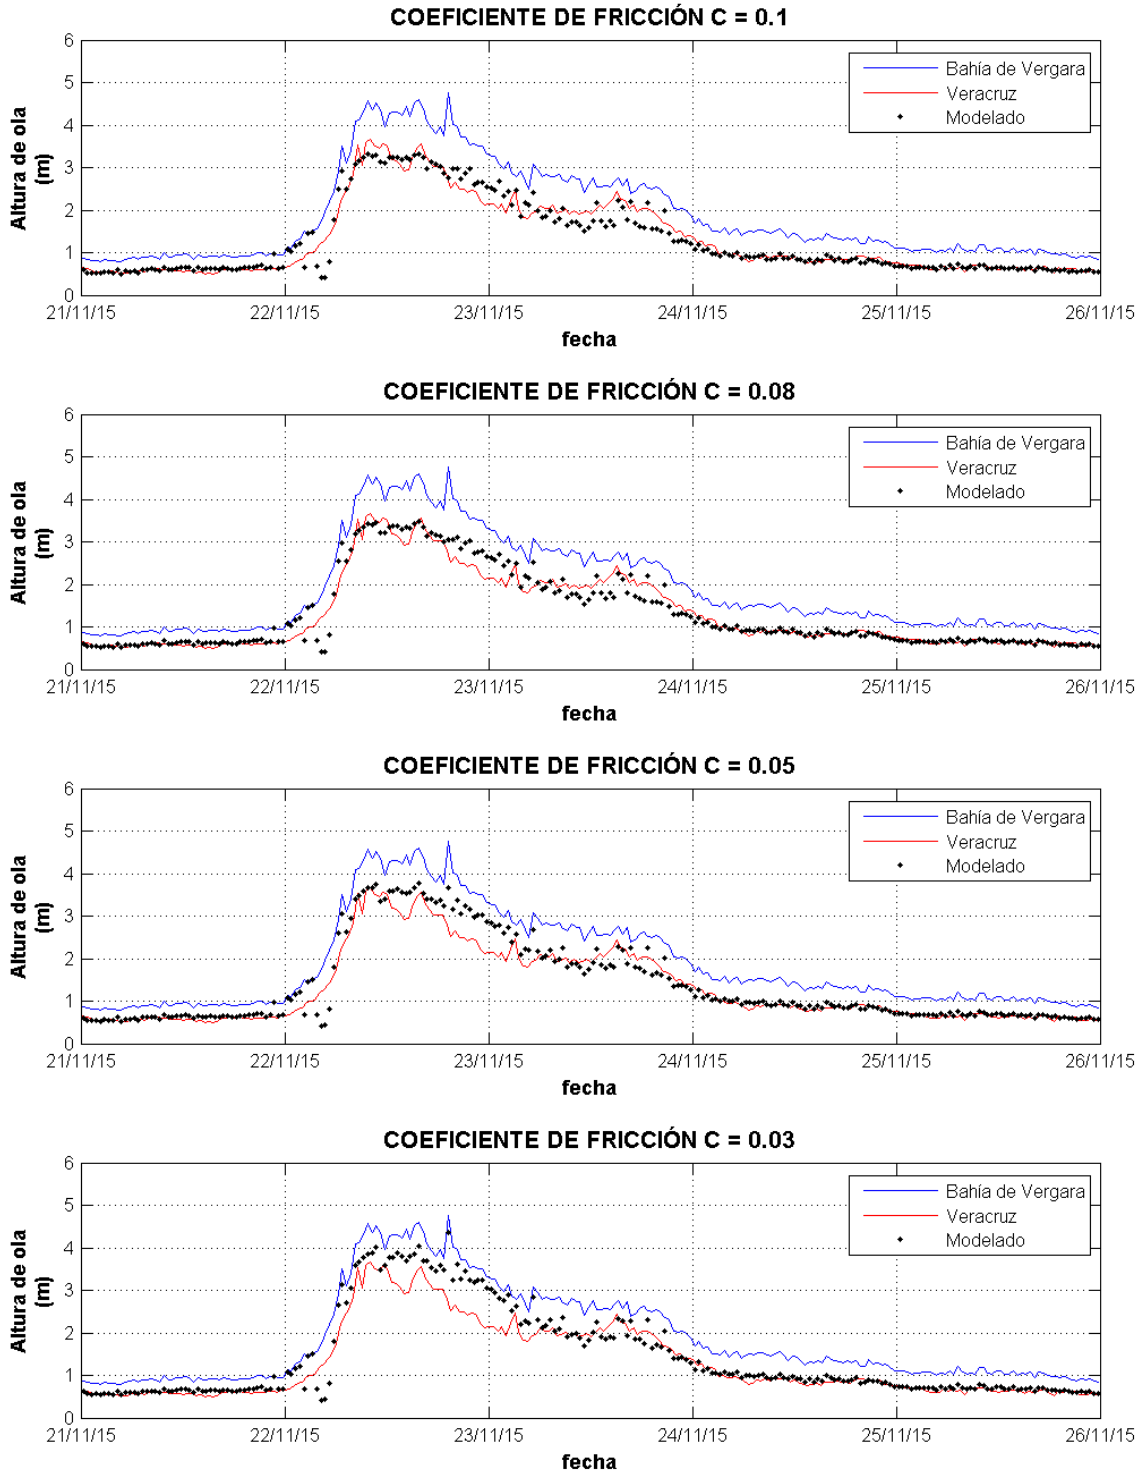 COEFICIENTE DE FRICCIÓN C = 0.1
Altura de ola
(m)
6
5
4
3
2
1
0
Bahía de Vergara
Veracruz
Modelado
21/11/15 22/11/15 23/11/15 24/11/15 25/11/15 26/11/15
fecha
COEFICIENTE DE FRICCIÓN C = 0.08
Altura de ola
(m)
6
5
4
3
2
1
0
Bahía de Vergara
Veracruz
Modelado
21/11/15 22/11/15 23/11/15 24/11/15 25/11/15 26/11/15
fecha
COEFICIENTE DE FRICCIÓN C = 0.05
Altura de ola
(m)
6
5
4
3
2
1
0
Bahía de Vergara
Veracruz
Modelado
21/11/15 22/11/15 23/11/15 24/11/15 25/11/15 26/11/15
fecha
COEFICIENTE DE FRICCIÓN C = 0.03
Altura de ola
(m)
6
5
4
3
2
1
0
Bahía de Vergara
Veracruz
Modelado
21/11/15 22/11/15 23/11/15 24/11/15 25/11/15 26/11/15
fecha